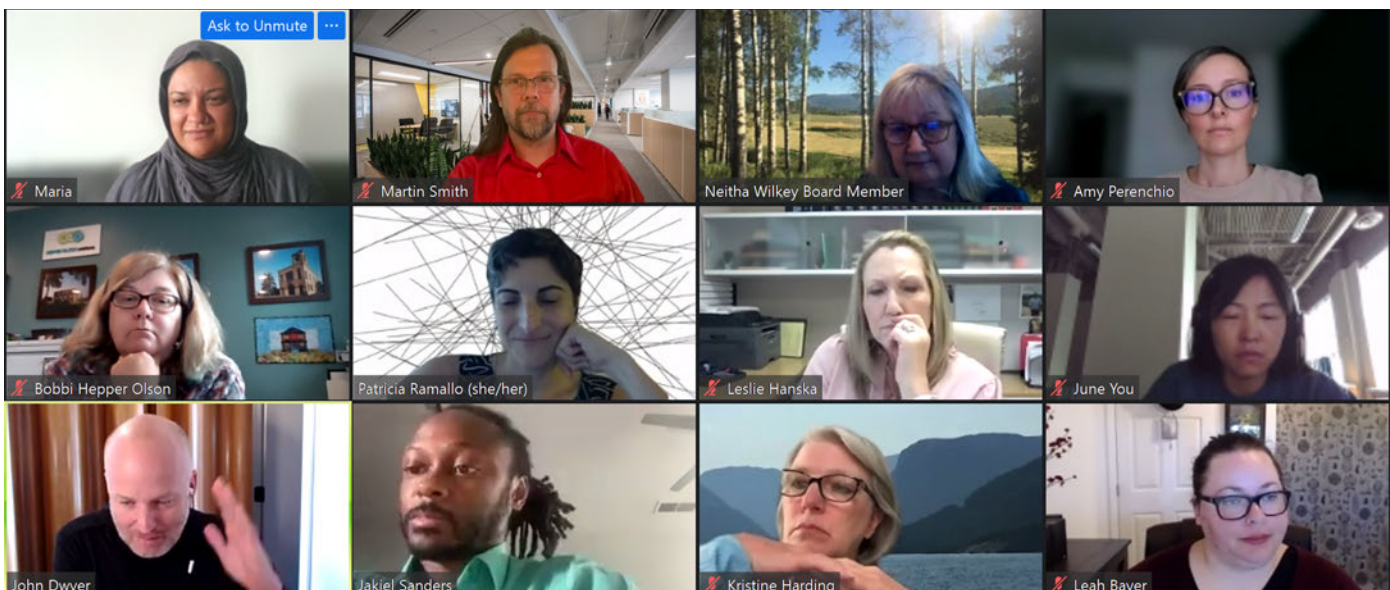 Ask to Unmute ...
Maria
Martin Smith
Neitha Wilkey Board Member
Amy Perenchio
Bobbi Hepper Olson
Patricia Ramallo (she/her)
Leslie Hanska
June You
John Dwyer
Jakiel Sanders
Kristine Harding
Leah Bayer